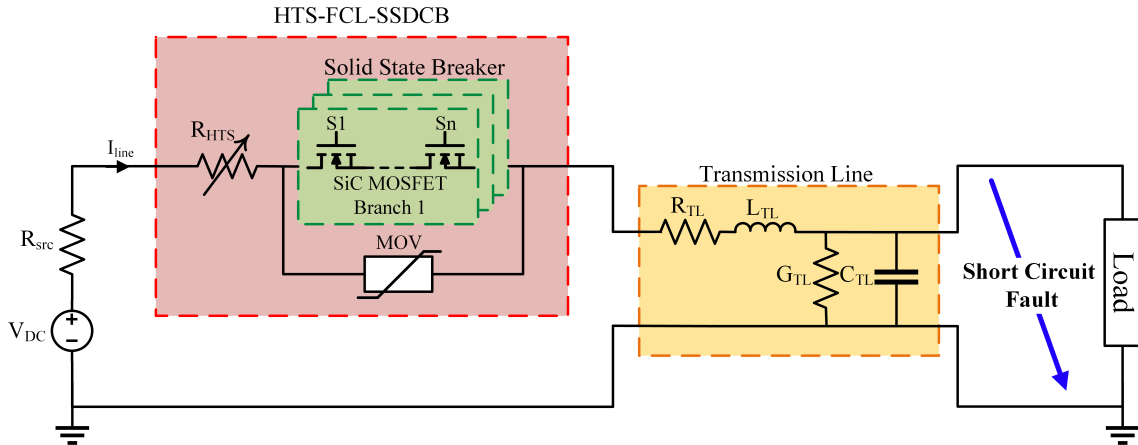 HTS-FCL-SSDCB
Solid State Breaker
S1
Sn
R_HTS
I_line
SiC MOSFET
Branch 1
MOV
Transmission Line
R_TL
L_TL
G_TL
C_TL
R_src
V_DC
Short Circuit
Fault
Load